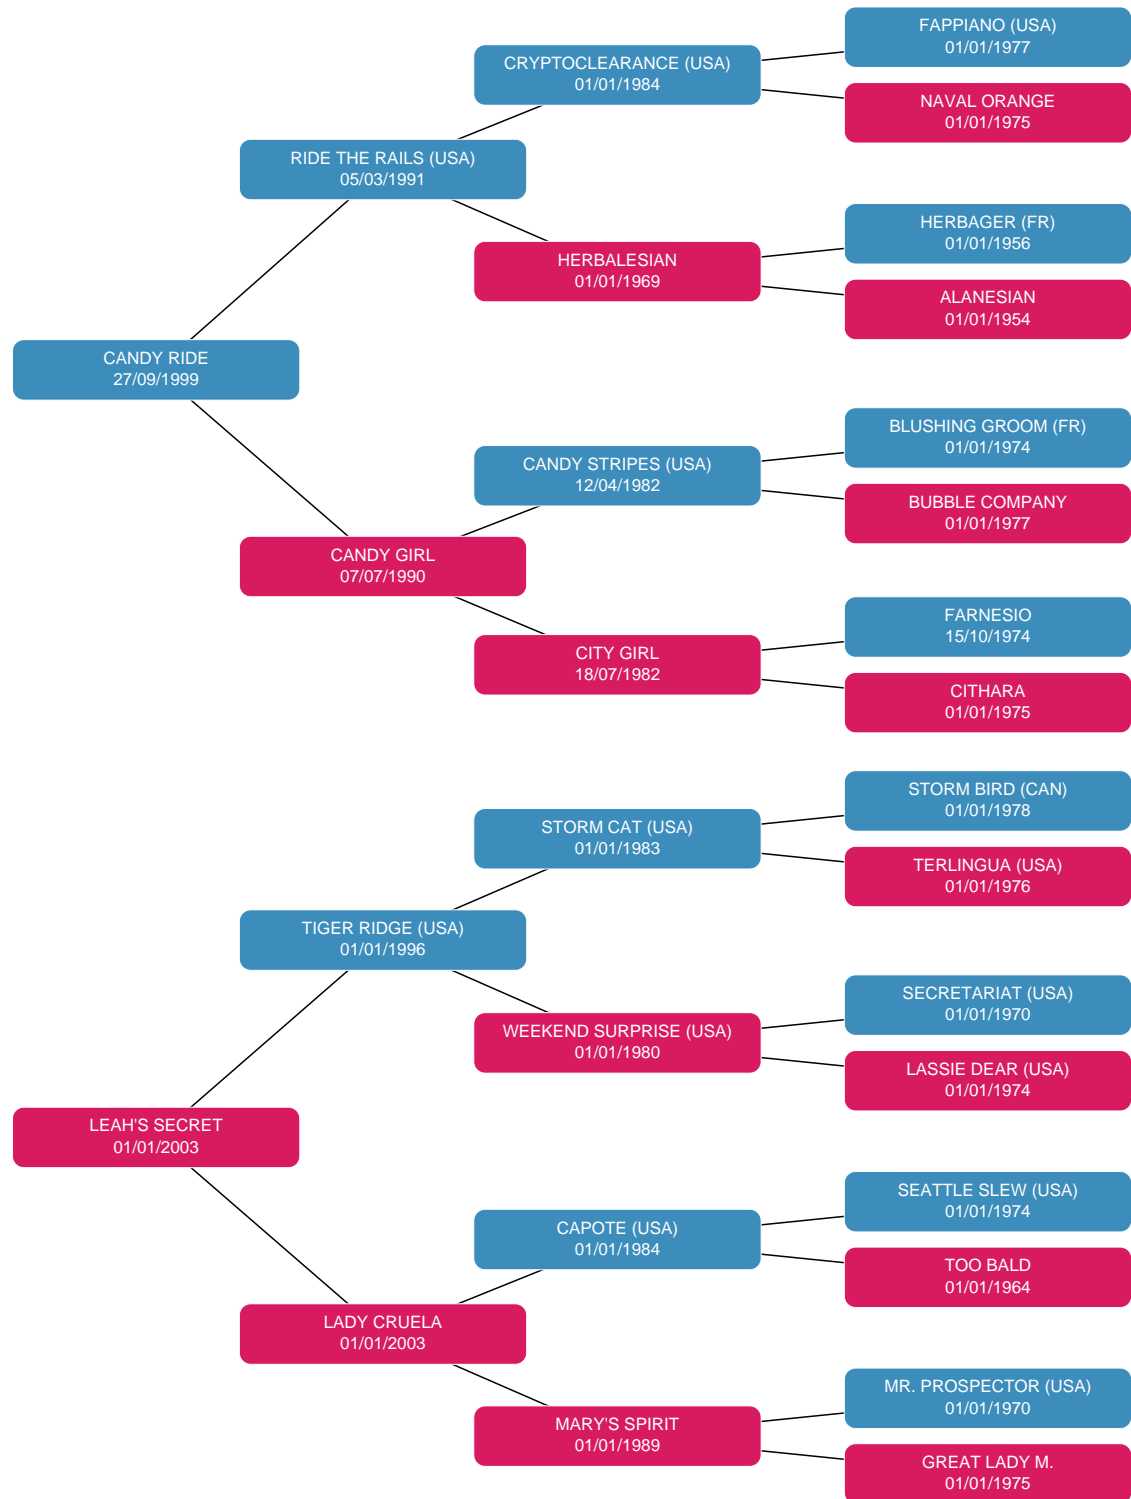 FAPPIANO (USA)
01/01/1977
CRYPTOCLEARANCE (USA)
01/01/1984
NAVAL ORANGE
01/01/1975
RIDE THE RAILS (USA)
05/03/1991
HERBAGER (FR)
01/01/1956
HERBALESIAN
01/01/1969
ALANESIAN
01/01/1954
CANDY RIDE
27/09/1999
BLUSHING GROOM (FR)
01/01/1974
CANDY STRIPES (USA)
12/04/1982
BUBBLE COMPANY
01/01/1977
CANDY GIRL
07/07/1990
FARNESIO
15/10/1974
CITY GIRL
18/07/1982
CITHARA
01/01/1975
STORM BIRD (CAN)
01/01/1978
STORM CAT (USA)
01/01/1983
TERLINGUA (USA)
01/01/1976
TIGER RIDGE (USA)
01/01/1996
SECRETARIAT (USA)
01/01/1970
WEEKEND SURPRISE (USA)
01/01/1980
LASSIE DEAR (USA)
01/01/1974
LEAH'S SECRET
01/01/2003
SEATTLE SLEW (USA)
01/01/1974
CAPOTE (USA)
01/01/1984
TOO BALD
01/01/1964
LADY CRUELA
01/01/2003
MR. PROSPECTOR (USA)
01/01/1970
MARY'S SPIRIT
01/01/1989
GREAT LADY M.
01/01/1975